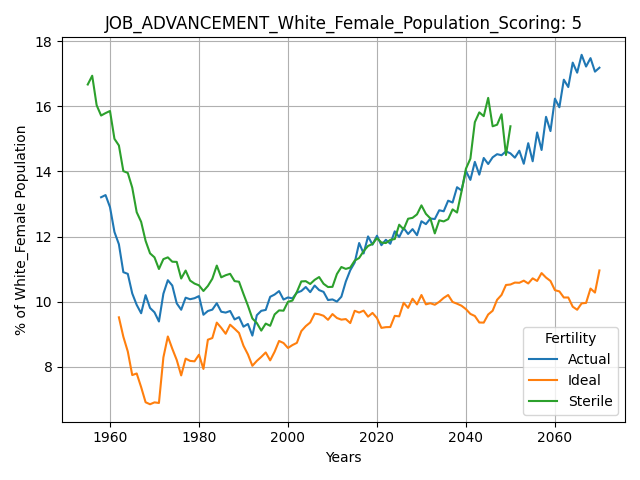 JOB_ADVANCEMENT_White_Female_Population_Scoring: 5
% of White_Female Population
18
16
14
12
10
8
1960 1980 2000 2020 2040 2060
Years
Fertility
Actual
Ideal
Sterile